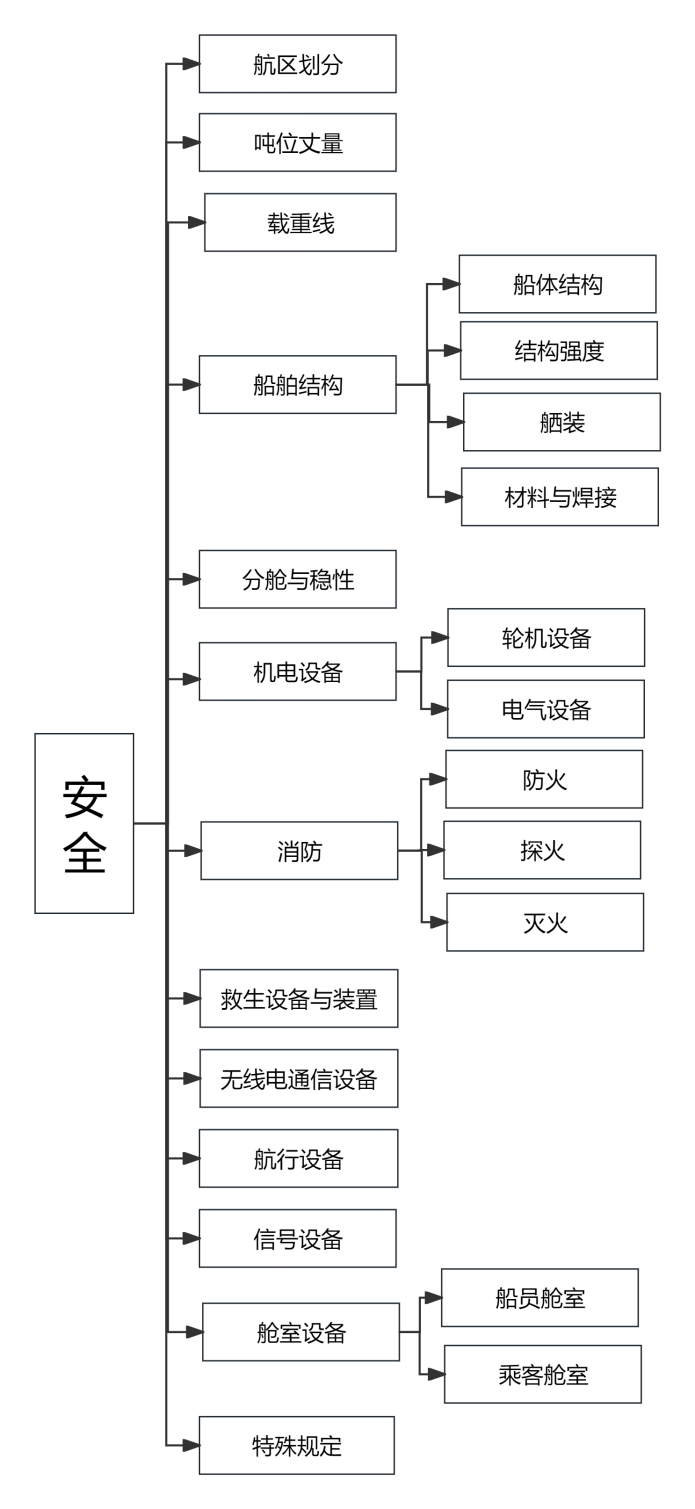 航区划分
吨位丈量
载重线
船舶结构
船体结构
结构强度
舾装
材料与焊接
分舱与稳性
机电设备
轮机设备
电气设备
安
全
消防
防火
探火
灭火
救生设备与装置
无线电通信设备
航行设备
信号设备
舱室设备
船员舱室
乘客舱室
特殊规定